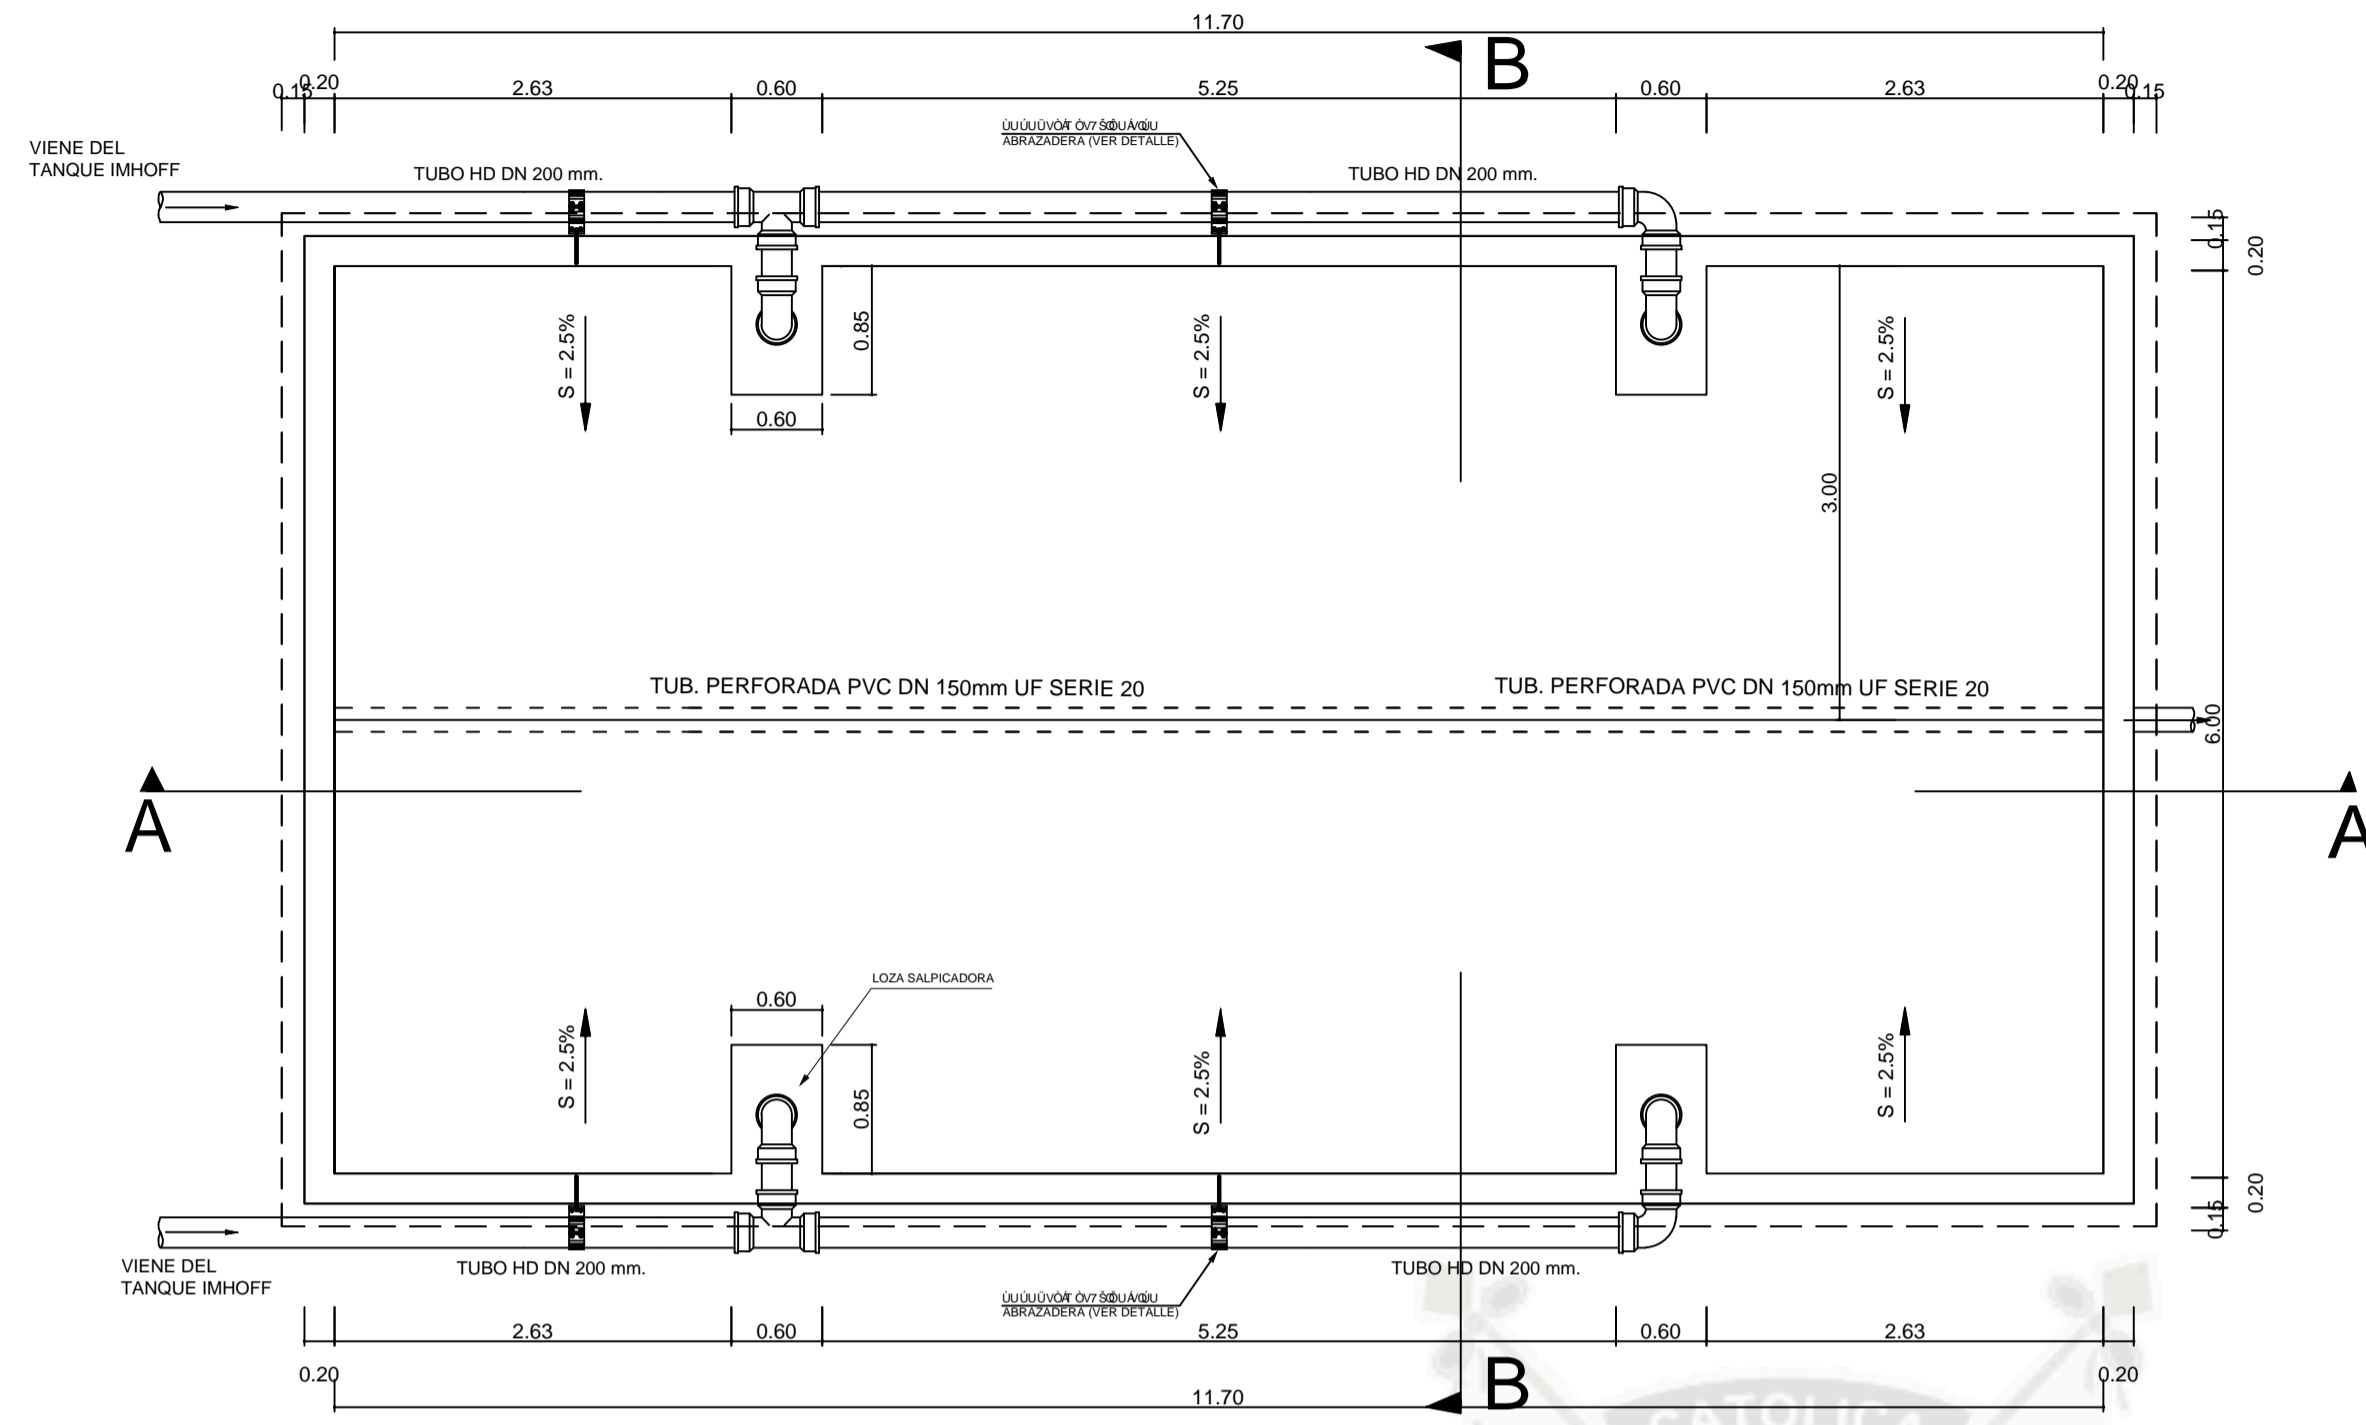 11.70
B
0.15
0.20
2.63
0.60
5.25
0.60
2.63
0.20
0.15
VIENE DEL
TANQUE IMHOFF
TUBO HD DN 200 mm.
ABRAZADERA (VER DETALLE)
TUBO HD DN 200 mm.
0.15
0.20
S = 2.5%
0.85
0.60
S = 2.5%
S = 2.5%
3.00
TUB. PERFORADA PVC DN 150mm UF SERIE 20
TUB. PERFORADA PVC DN 150mm UF SERIE 20
6.00
A
A
LOZA SALPICADORA
0.60
S = 2.5%
0.85
S = 2.5%
S = 2.5%
0.20
0.15
VIENE DEL
TANQUE IMHOFF
TUBO HD DN 200 mm.
ABRAZADERA (VER DETALLE)
TUBO HD DN 200 mm.
2.63
0.60
5.25
0.60
2.63
0.20
0.20
11.70
B
CATOLICA